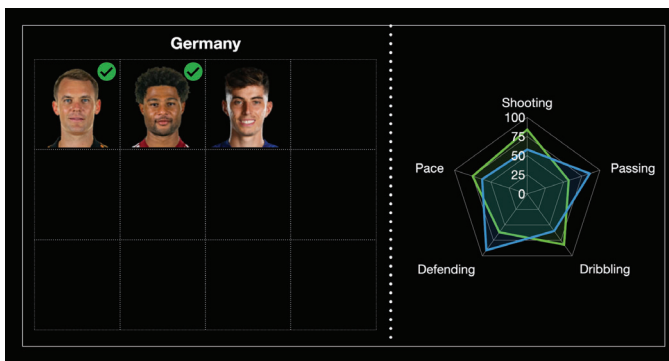 Germany
Shooting
100
75
50
25
0
Pace
Passing
Defending
Dribbling